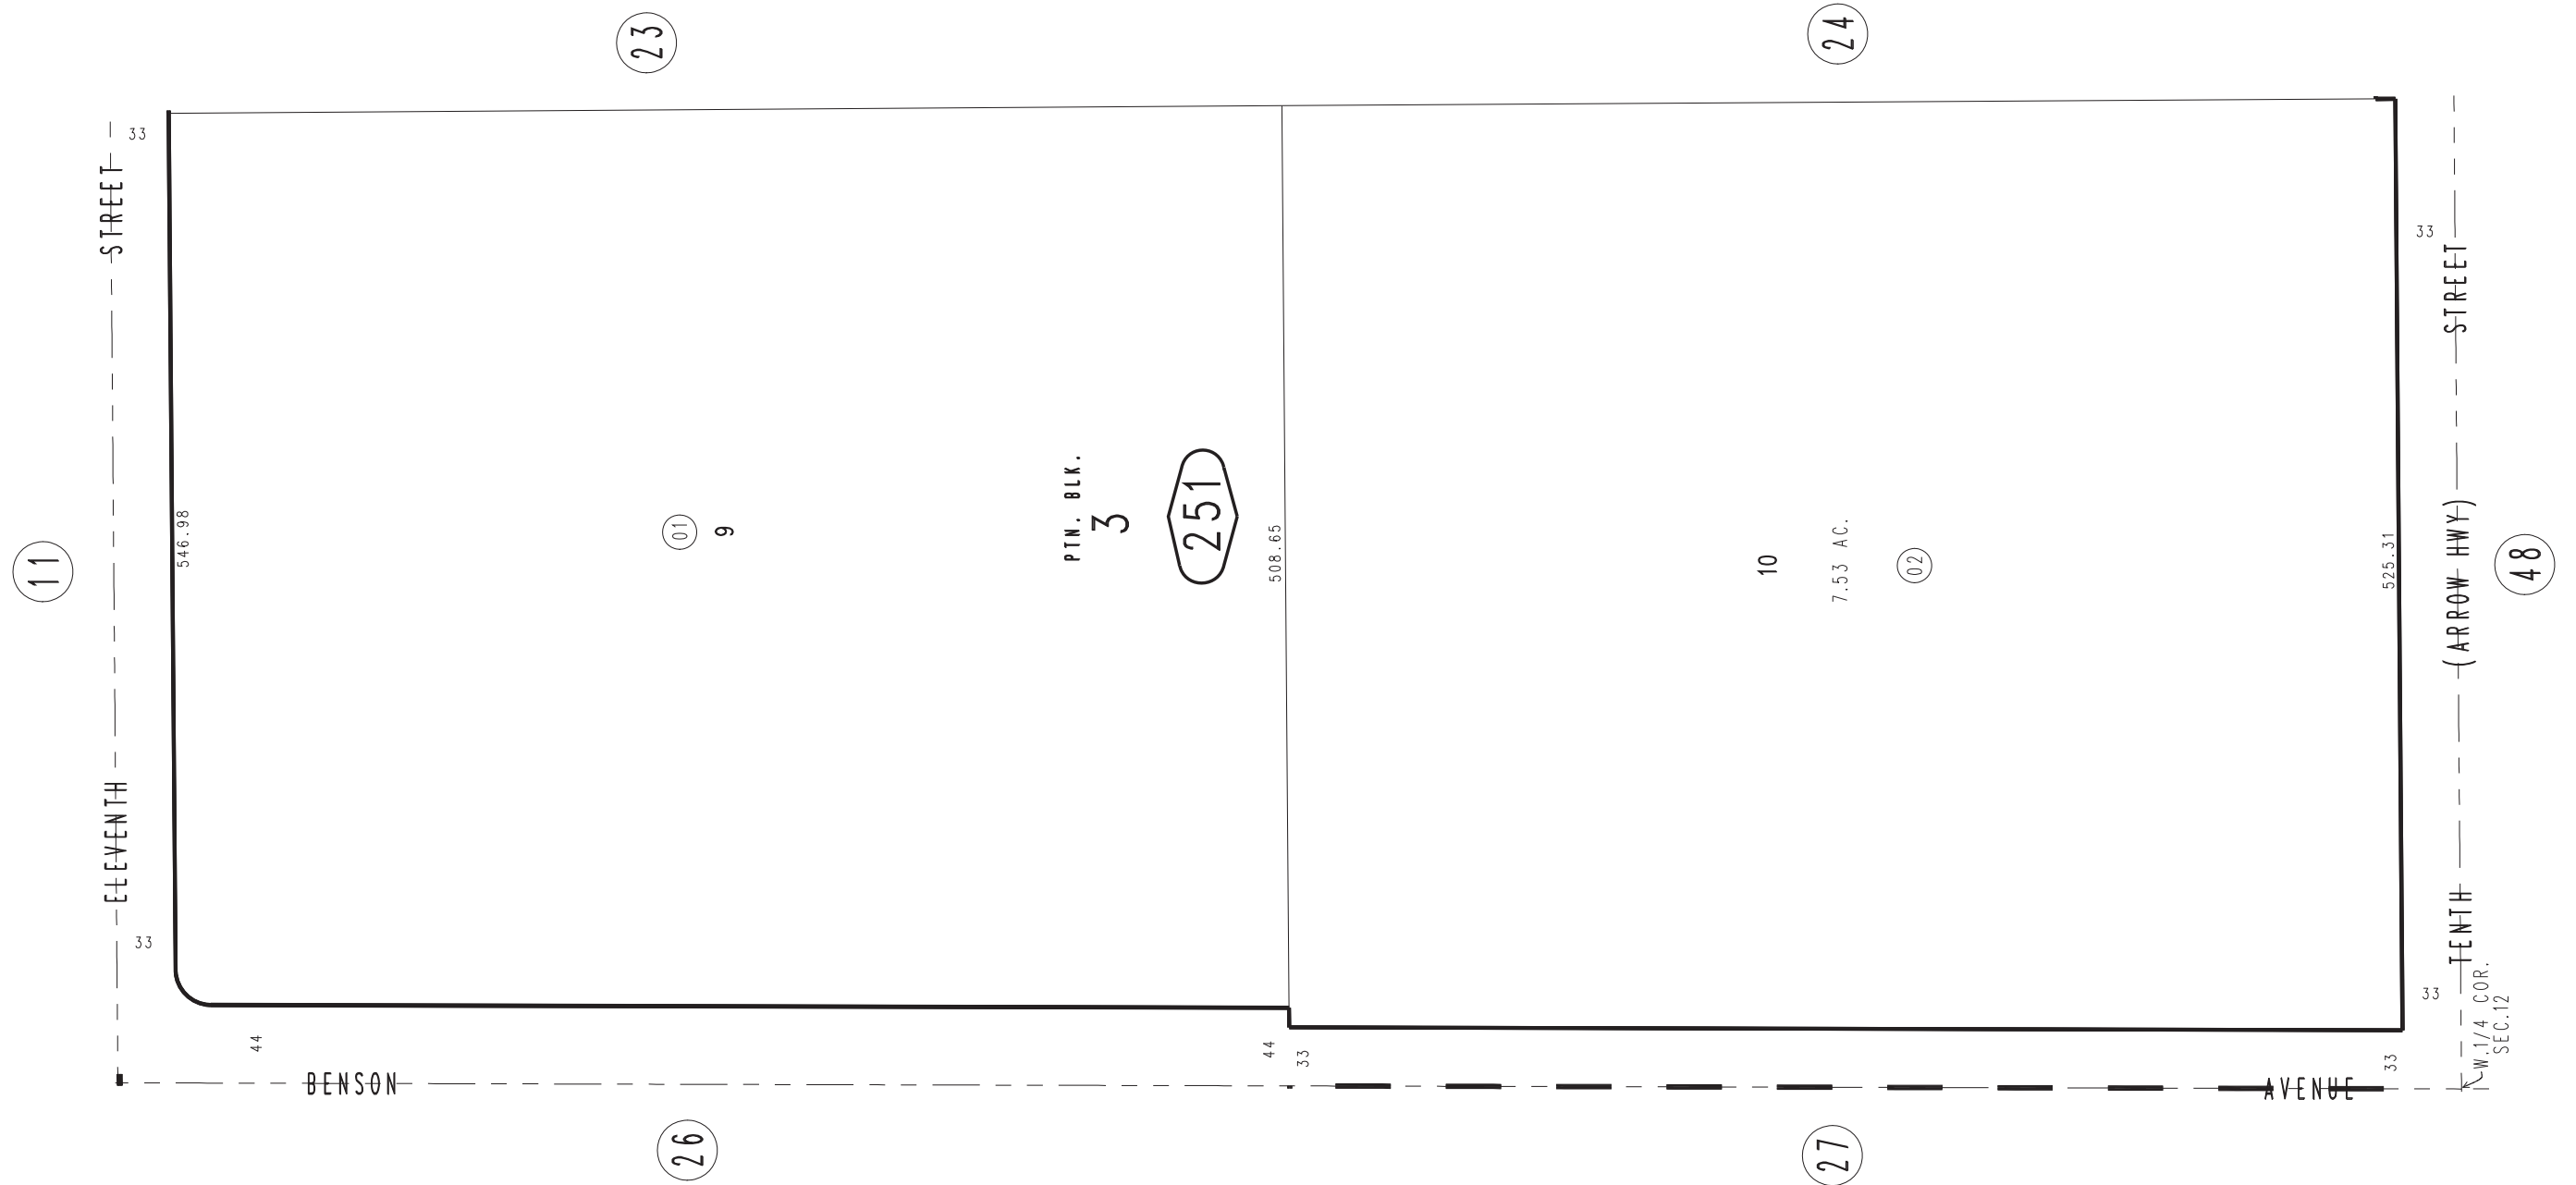 23
24
33
STREET
11
546.98
ELEVENTH
33
01
9
PTN. BLK.
3
251
508.65
10
7.53 AC.
02
525.31
33
STREET
(ARROW HWY)
48
TENTH
33
W.1/4 COR.
SEC.12
44
44
33
33
BENSON
AVENUE
26
27